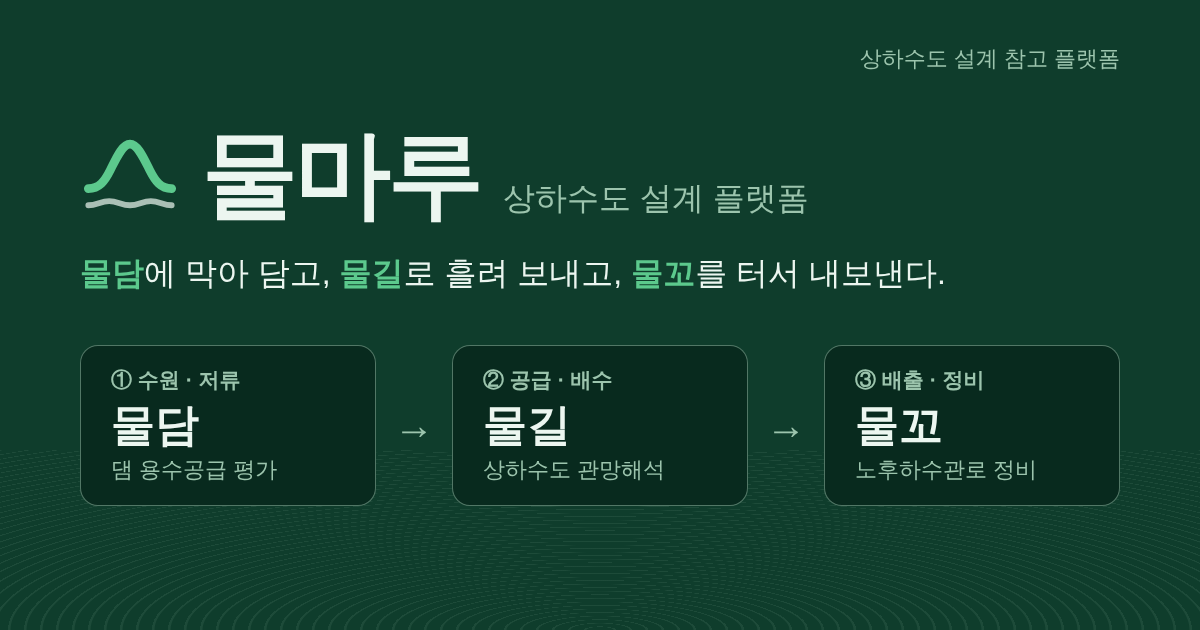 상하수도 설계 참고 플랫폼
물마루 상하수도 설계 플랫폼
물담에 막아 담고, 물길로 흘려 보내고, 물꼬를 터서 내보낸다.
① 수원 · 저류
물담
댐 용수공급 평가
→
② 공급 · 배수
물길
상하수도 관망해석
→
③ 배출 · 정비
물꼬
노후하수관로 정비